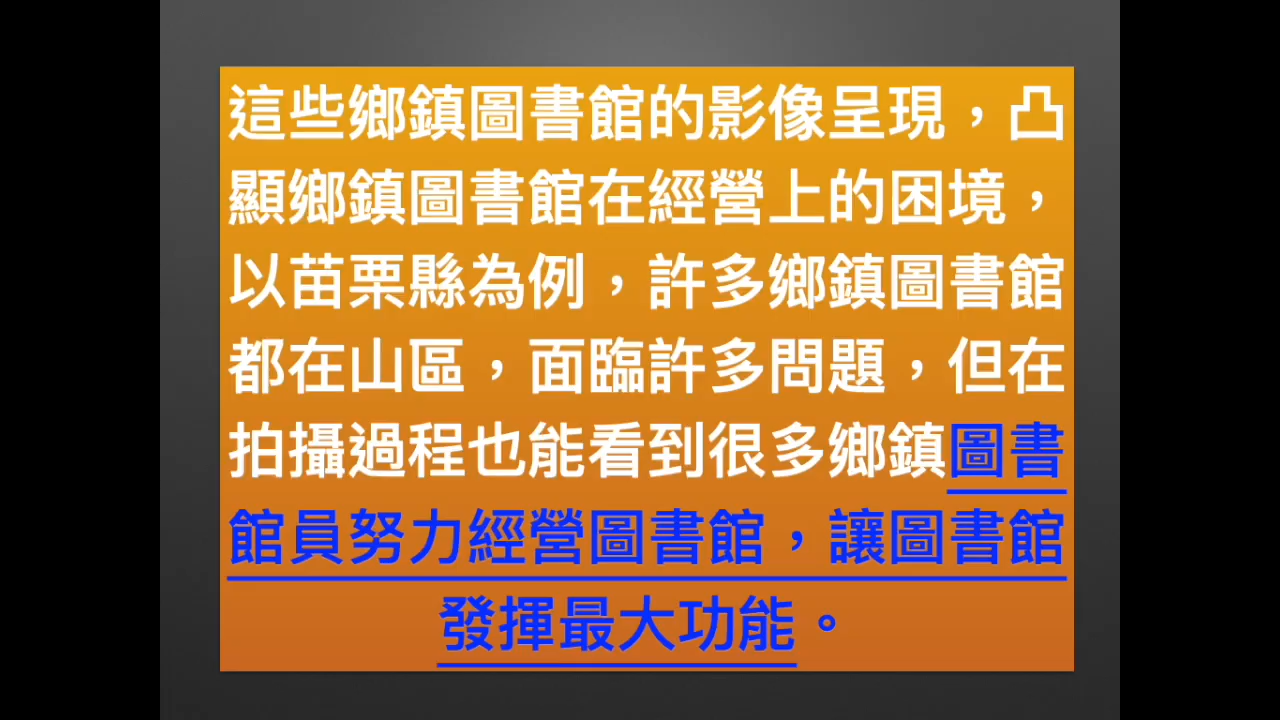 這些鄉鎮圖書館的影像呈現，凸
顯鄉鎮圖書館在經營上的困境，
以苗栗縣為例，許多鄉鎮圖書館
都在山區，面臨許多問題，但在
拍攝過程也能看到很多鄉鎮圖書
館員努力經營圖書館，讓圖書館
發揮最大功能。